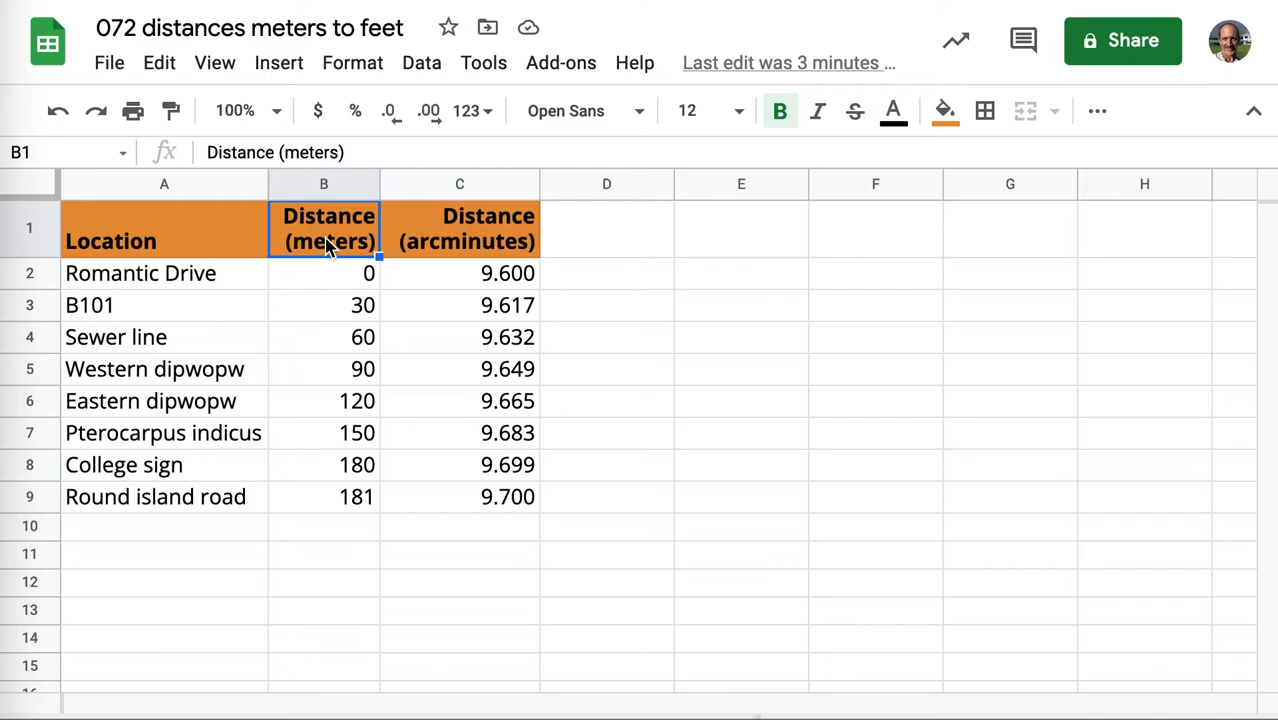 072 distances meters to feet
File Edit View Insert Format Data Tools Add-ons Help Last edit was 3 minutes ...
Share
100% $ % .0 .00 123 Open Sans 12 B I S A ...
B1 fx Distance (meters)
A B C D E F G H
1 Location Distance (meters) Distance (arcminutes)
2 Romantic Drive 0 9.600
3 B101 30 9.617
4 Sewer line 60 9.632
5 Western dipwopw 90 9.649
6 Eastern dipwopw 120 9.665
7 Pterocarpus indicus 150 9.683
8 College sign 180 9.699
9 Round island road 181 9.700
10
11
12
13
14
15